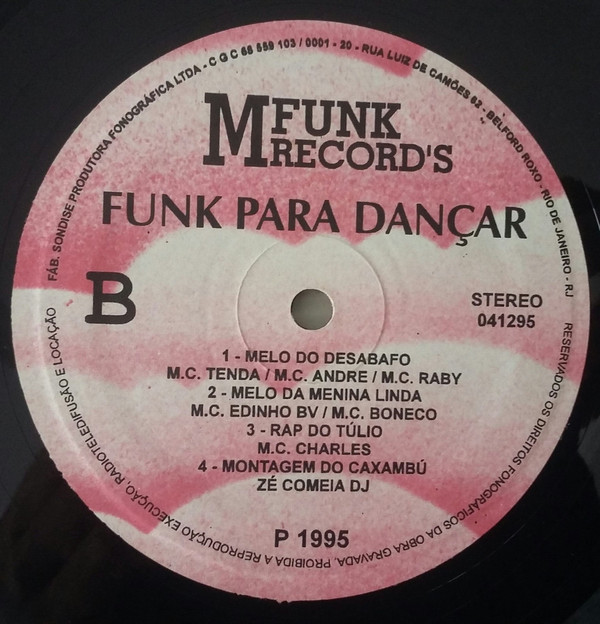 FÁB. SONDISE PRODUTORA FONOGRÁFICA LTDA - C G C 68 559 103 / 0001 - 20 - RUA LUIZ DE CAMÕES 62 - BELFORD ROXO - RIO DE JANEIRO - RJ
MFUNK
RECORD'S
FUNK PARA DANÇAR
B
STEREO
041295
1 - MELO DO DESABAFO
M.C. TENDA / M.C. ANDRE / M.C. RABY
2 - MELO DA MENINA LINDA
M.C. EDINHO BV / M.C. BONECO
3 - RAP DO TÚLIO
M.C. CHARLES
4 - MONTAGEM DO CAXAMBÚ
ZÉ COMEIA DJ
P 1995
RESERVADOS OS DIREITOS FONOGRÁFICOS DA OBRA GRAVADA, PROIBIDA A REPRODUÇÃO EXECUÇÃO, RADIOTELEDIFUSÃO E LOCAÇÃO